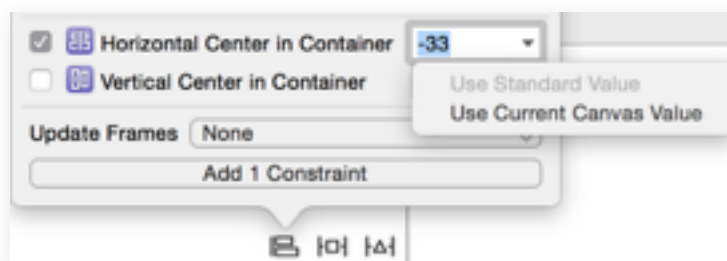 Horizontal Center in Container -33
Vertical Center in Container
Use Standard Value
Use Current Canvas Value
Update Frames None
Add 1 Constraint